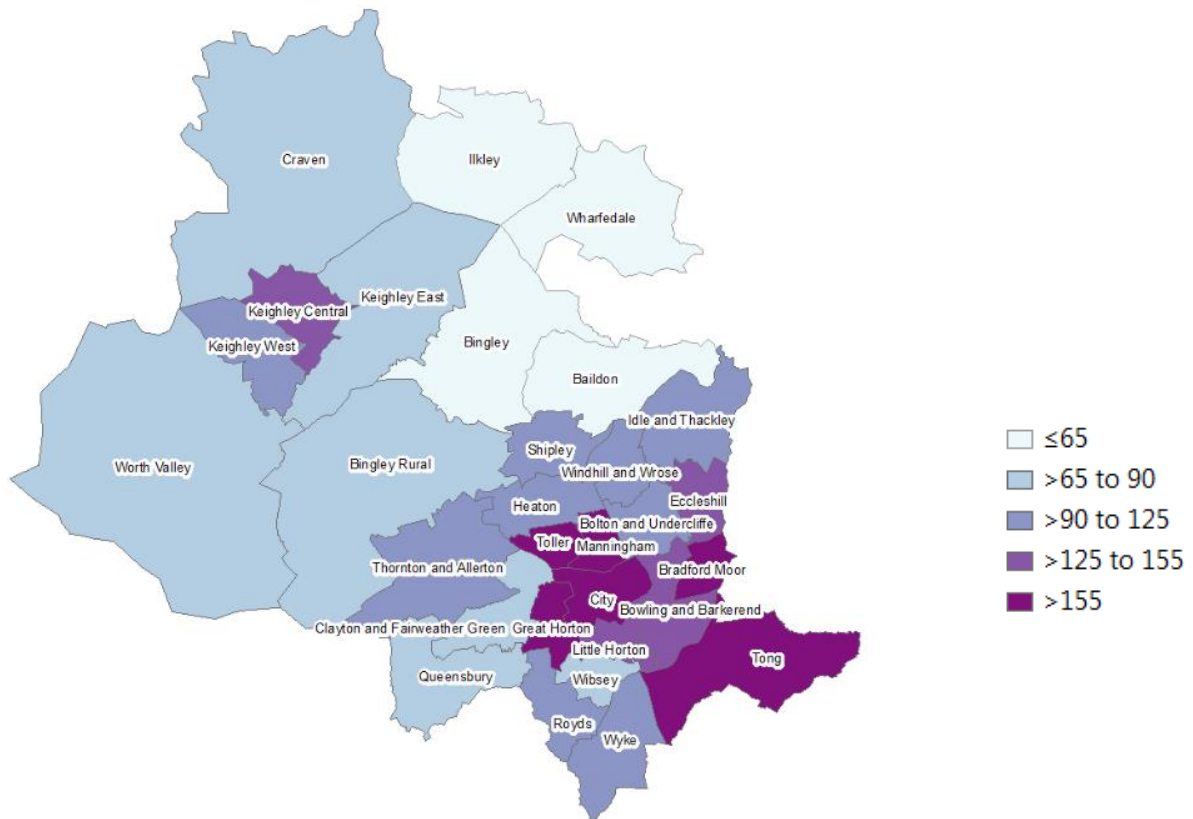 Craven
Ilkley
Wharfedale
Keighley East
Keighley Central
Keighley West
Bingley
Baildon
Idle and Thackley
Shipley
Worth Valley
Bingley Rural
Windhill and Wrose
Eccleshill
Heaton
Bolton and Undercliffe
Toller
Manningham
Thornton and Allerton
Bradford Moor
City
Bowling and Barkerend
Clayton and Fairweather Green
Great Horton
Little Horton
Tong
Queensbury
Wibsey
Royds
Wyke
≤65
>65 to 90
>90 to 125
>125 to 155
>155